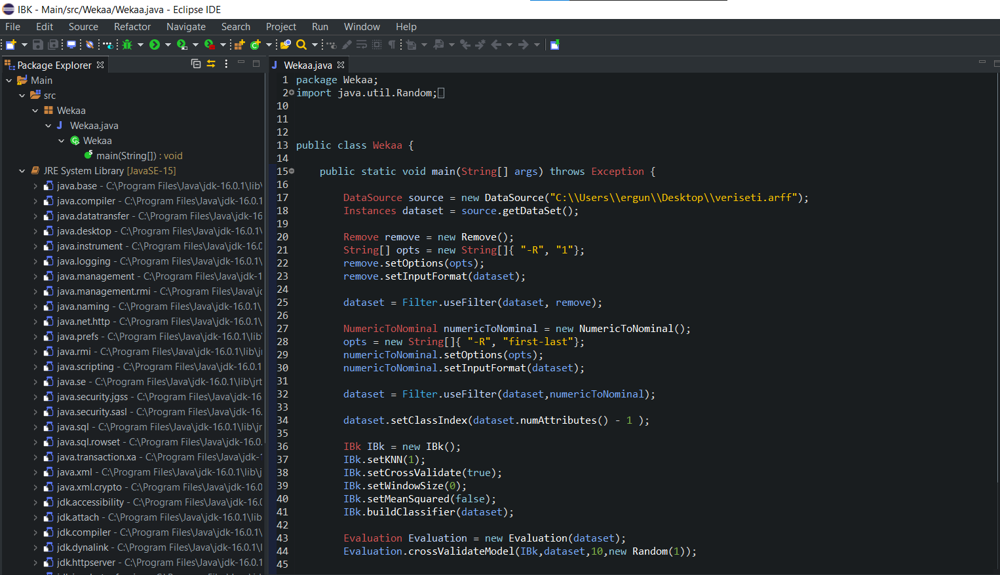 IBK - Main/src/Wekaa/Wekaa.java - Eclipse IDE
File Edit Source Refactor Navigate Search Project Run Window Help
Package Explorer
Main
src
Wekaa
Wekaa.java
Wekaa
main(String[]) : void
JRE System Library [JavaSE-15]
java.base - C:\Program Files\Java\jdk-16.0.1\lib\
java.compiler - C:\Program Files\Java\jdk-16.0.1
java.datatransfer - C:\Program Files\Java\jdk-16
java.desktop - C:\Program Files\Java\jdk-16.0.1\
java.instrument - C:\Program Files\Java\jdk-16.0
java.logging - C:\Program Files\Java\jdk-16.0.1\
java.management - C:\Program Files\Java\jdk-1
java.management.rmi - C:\Program Files\Java\jc
java.naming - C:\Program Files\Java\jdk-16.0.1\
java.net.http - C:\Program Files\Java\jdk-16.0.1\
java.prefs - C:\Program Files\Java\jdk-16.0.1\lib\
java.rmi - C:\Program Files\Java\jdk-16.0.1\lib\j
java.scripting - C:\Program Files\Java\jdk-16.0.1
java.se - C:\Program Files\Java\jdk-16.0.1\lib\jrt
java.security.jgss - C:\Program Files\Java\jdk-16
java.security.sasl - C:\Program Files\Java\jdk-16.
java.sql - C:\Program Files\Java\jdk-16.0.1\lib\jr
java.sql.rowset - C:\Program Files\Java\jdk-16.0.
java.transaction.xa - C:\Program Files\Java\jdk-1
java.xml - C:\Program Files\Java\jdk-16.0.1\lib\j
java.xml.crypto - C:\Program Files\Java\jdk-16.0
jdk.accessibility - C:\Program Files\Java\jdk-16.0
jdk.attach - C:\Program Files\Java\jdk-16.0.1\lib
jdk.compiler - C:\Program Files\Java\jdk-16.0.1\
jdk.dynalink - C:\Program Files\Java\jdk-16.0.1\l
jdk.httpserver - C:\Program Files\Java\jdk-16.0.1
Wekaa.java
1 package Wekaa;
2 import java.util.Random;
10
11
12
13 public class Wekaa {
14
15 public static void main(String[] args) throws Exception {
16
17 DataSource source = new DataSource("C:\\Users\\ergun\\Desktop\\veriseti.arff");
18 Instances dataset = source.getDataSet();
19
20 Remove remove = new Remove();
21 String[] opts = new String[]{ "-R", "1"};
22 remove.setOptions(opts);
23 remove.setInputFormat(dataset);
24
25 dataset = Filter.useFilter(dataset, remove);
26
27 NumericToNominal numericToNominal = new NumericToNominal();
28 opts = new String[]{ "-R", "first-last"};
29 numericToNominal.setOptions(opts);
30 numericToNominal.setInputFormat(dataset);
31
32 dataset = Filter.useFilter(dataset,numericToNominal);
33
34 dataset.setClassIndex(dataset.numAttributes() - 1 );
35
36 IBk IBk = new IBk();
37 IBk.setKNN(1);
38 IBk.setCrossValidate(true);
39 IBk.setWindowSize(0);
40 IBk.setMeanSquared(false);
41 IBk.buildClassifier(dataset);
42
43 Evaluation Evaluation = new Evaluation(dataset);
44 Evaluation.crossValidateModel(IBk,dataset,10,new Random(1));
45